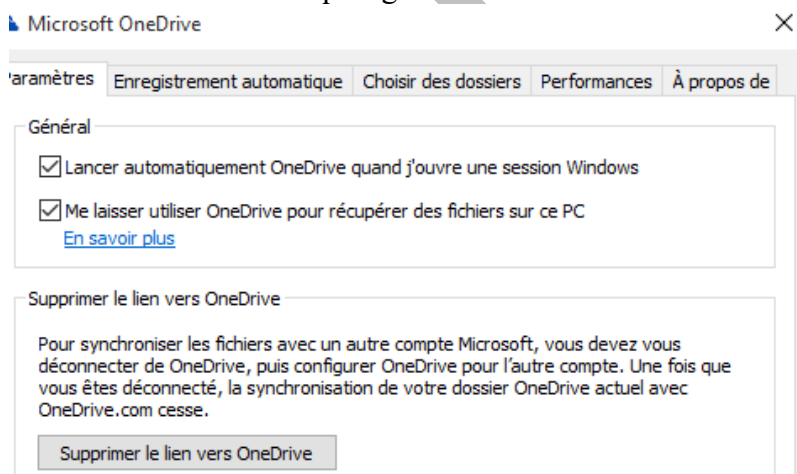 Microsoft OneDrive
Paramètres Enregistrement automatique Choisir des dossiers Performances À propos de
Général
Lancer automatiquement OneDrive quand j'ouvre une session Windows
Me laisser utiliser OneDrive pour récupérer des fichiers sur ce PC
En savoir plus
Supprimer le lien vers OneDrive
Pour synchroniser les fichiers avec un autre compte Microsoft, vous devez vous
déconnecter de OneDrive, puis configurer OneDrive pour l'autre compte. Une fois que
vous êtes déconnecté, la synchronisation de votre dossier OneDrive actuel avec
OneDrive.com cesse.
Supprimer le lien vers OneDrive